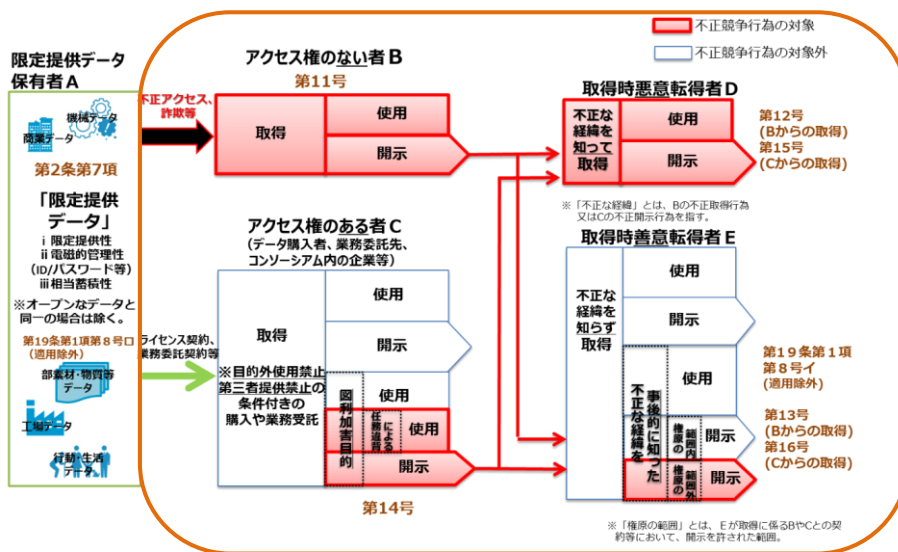 不正競争行為の対象
不正競争行為の対象外
限定提供データ
保有者A
機械データ
商業データ
第2条第7項
「限定提供
データ」
ⅰ 限定提供性
ⅱ 電磁的管理性
(ID/パスワード等)
ⅲ 相当蓄積性
※オープンなデータと
同一の場合は除く。
第19条第1項第8号ロ
(適用除外)
部素材・物質等
データ
工場データ
行動・生活
データ
不正アクセス、
詐欺等
ライセンス契約、
業務委託契約等
アクセス権のない者B
第11号
取得
使用
開示
アクセス権のある者C
(データ購入者、業務委託先、
コンソーシアム内の企業等)
取得
※目的外使用禁止
第三者提供禁止の
条件付きの
購入や業務受託
使用
開示
使用
図利加害目的
任務違背
による
使用
開示
第14号
取得時悪意転得者D
不正な
経緯を
知って
取得
使用
開示
第12号
(Bからの取得)
第15号
(Cからの取得)
※「不正な経緯」とは、Bの不正取得行為
又はCの不正開示行為を指す。
取得時善意転得者E
不正な
経緯を
知らず
取得
使用
開示
使用
事後的に知った
不正な経緯を
権原の
範囲内
開示
権原の
範囲外
開示
第19条第1項
第8号イ
(適用除外)
第13号
(Bからの取得)
第16号
(Cからの取得)
※「権原の範囲」とは、Eが取得に係るBやCとの契
約等において、開示を許された範囲。